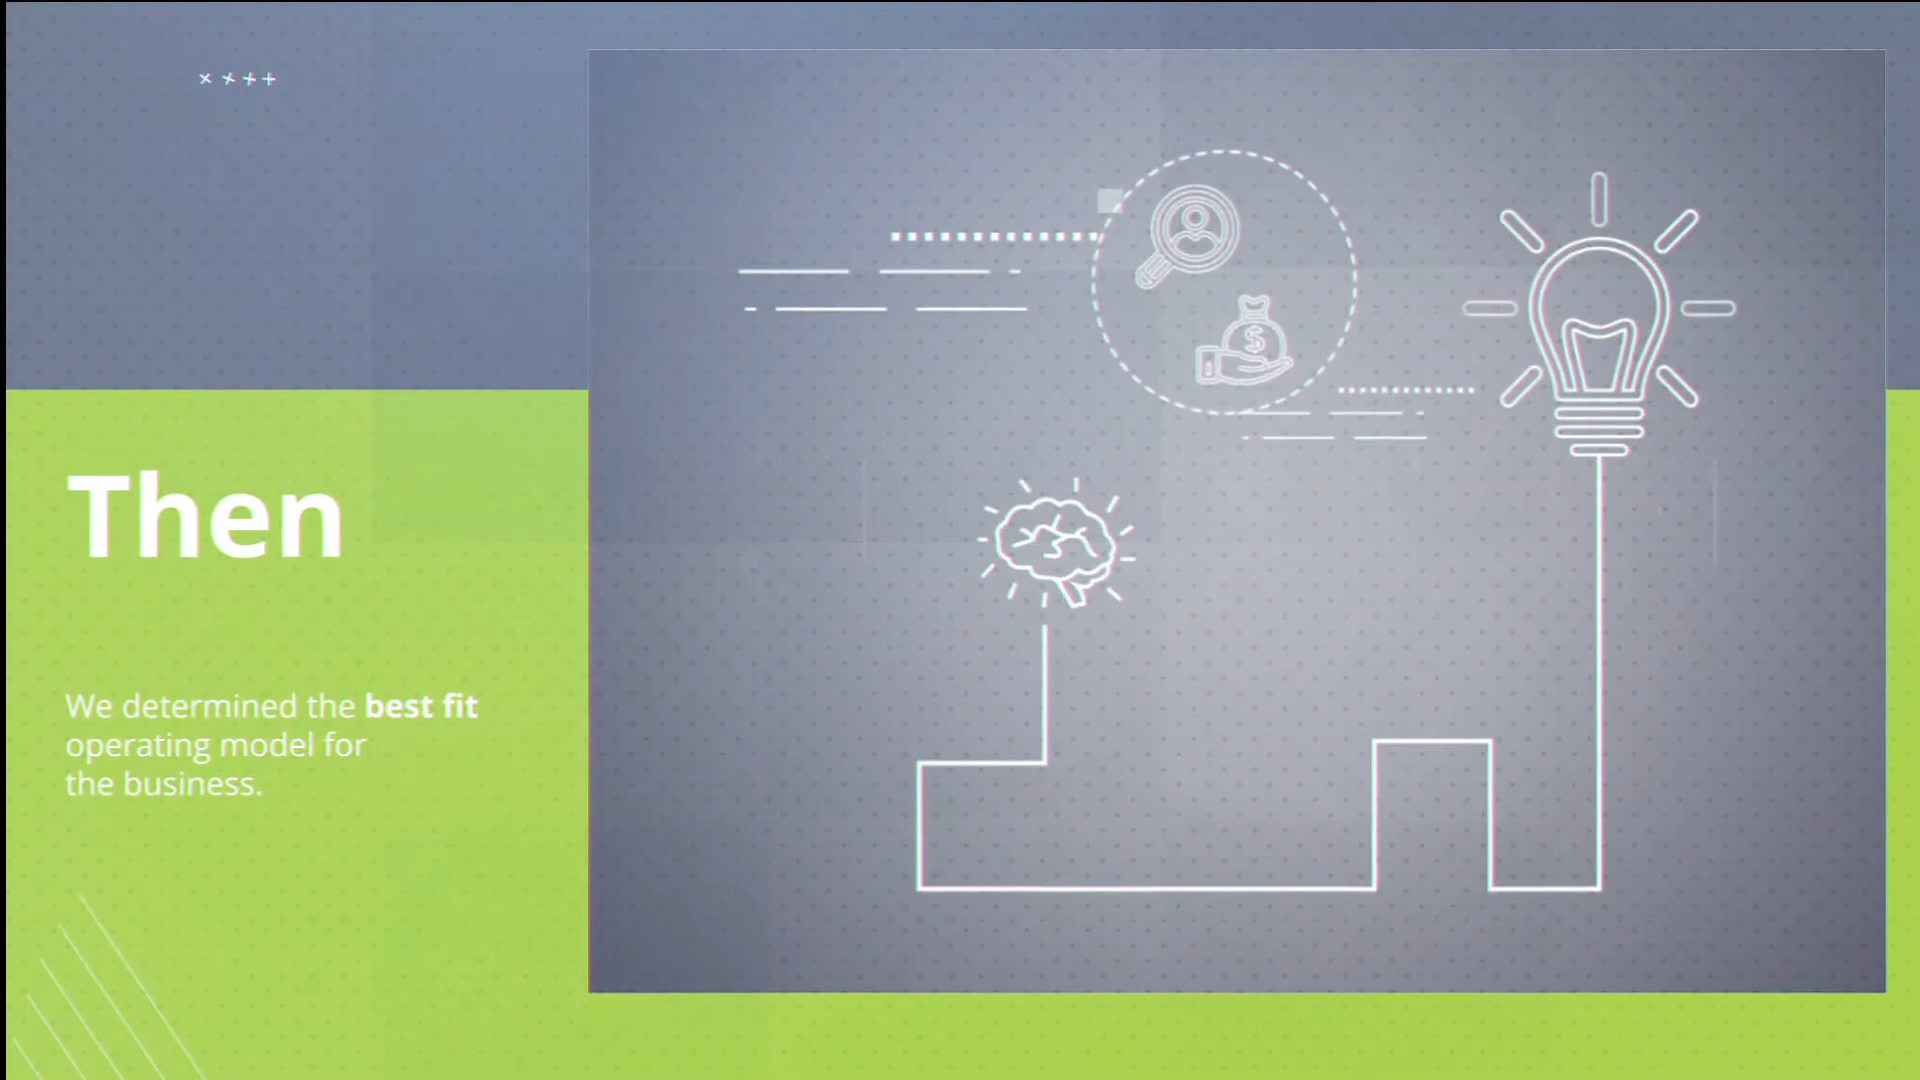 Then
We determined the best fit
operating model for
the business.
$